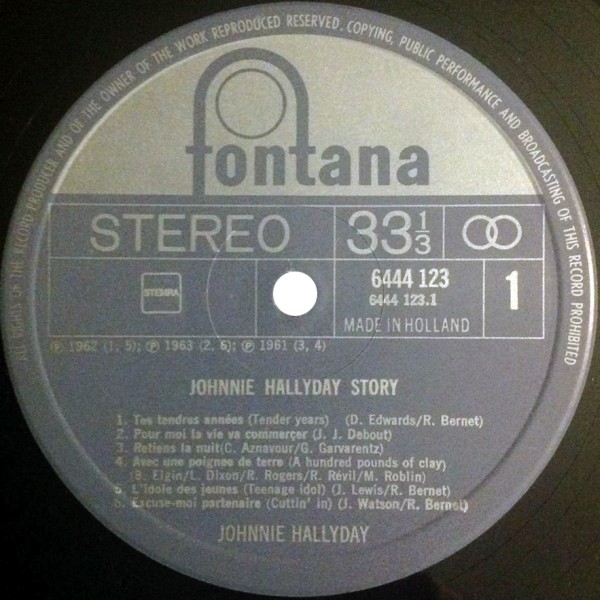 ALL RIGHTS OF THE RECORD PRODUCER AND OF THE OWNER OF THE WORK REPRODUCED RESERVED. COPYING, PUBLIC PERFORMANCE AND BROADCASTING OF THIS RECORD PROHIBITED
fontana
STEREO 33 1/3
STEMRA
6444 123 1
6444 123.1
MADE IN HOLLAND
℗ 1962 (1, 5); ℗ 1963 (2, 6); ℗ 1961 (3, 4)
JOHNNIE HALLYDAY STORY
1. Tes tendres années (Tender years) (D. Edwards/R. Bernet)
2. Pour moi la vie va commerçer (J. J. Debout)
3. Retiens la nuit(C. Aznavour/G. Garvarentz)
4. Avec une poignee de terre (A hundred pounds of clay)
(B. Elgin/L. Dixon/R. Rogers/R. Révil/M. Roblin)
5. L'idole des jeunes (Teenage idol) (J. Lewis/R. Bernet)
6. Excuse-moi partenaire (Cuttin' in) (J. Watson/R. Bernet)
JOHNNIE HALLYDAY